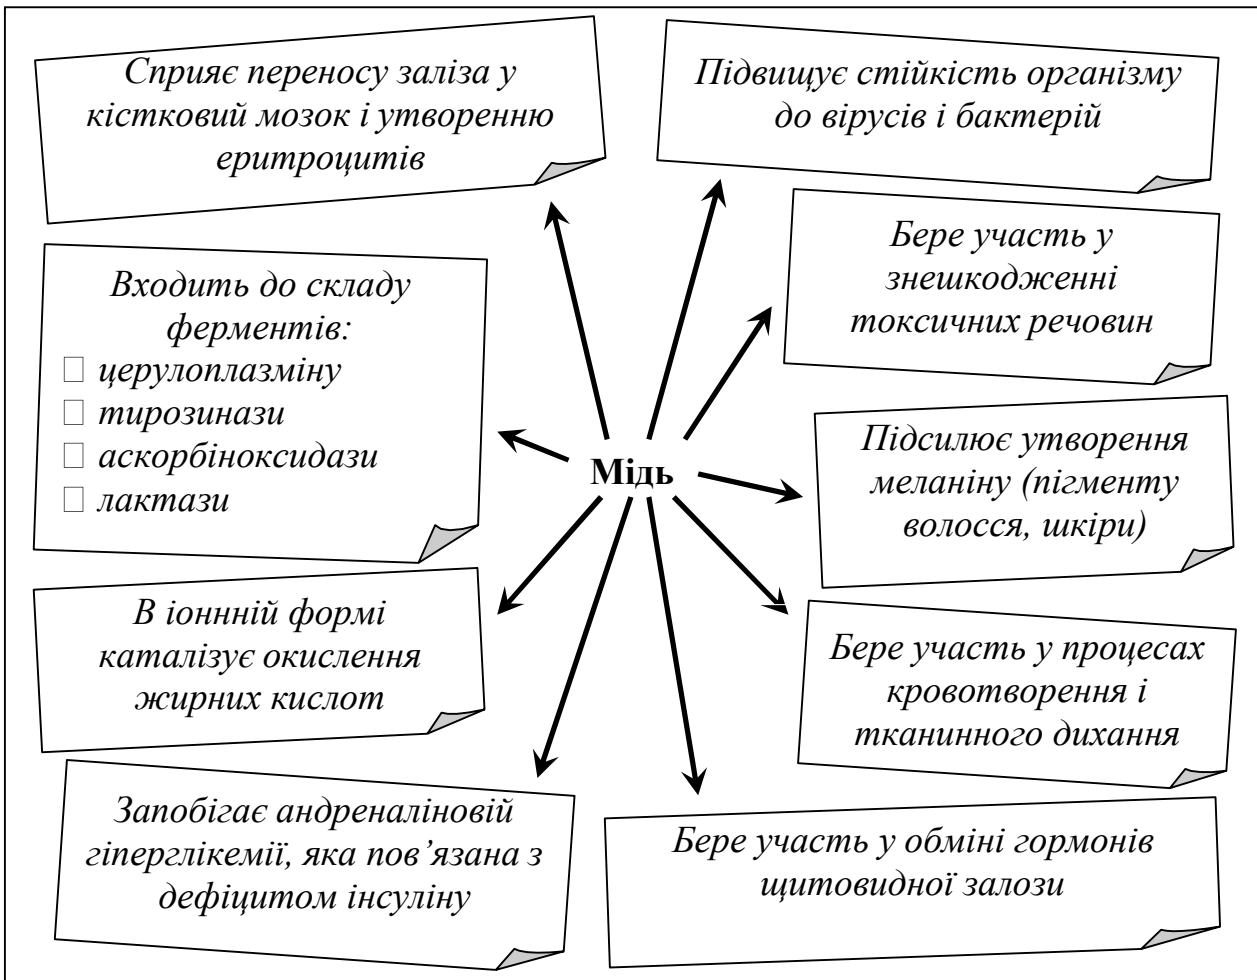 Сприяє переносу заліза у
кістковий мозок і утворенню
еритроцитів
Підвищує стійкість організму
до вірусів і бактерій
Бере участь у
знешкодженні
токсичних речовин
Входить до складу
ферментів:
□ церулоплазміну
□ тирозинази
□ аскорбіноксидази
□ лактази
Мідь
Підсилює утворення
меланіну (пігменту
волосся, шкіри)
В іоннній формі
каталізує окислення
жирних кислот
Бере участь у процесах
кровотворення і
тканинного дихання
Запобігає андреналіновій
гіперглікемії, яка пов’язана з
дефіцитом інсуліну
Бере участь у обміні гормонів
щитовидної залози